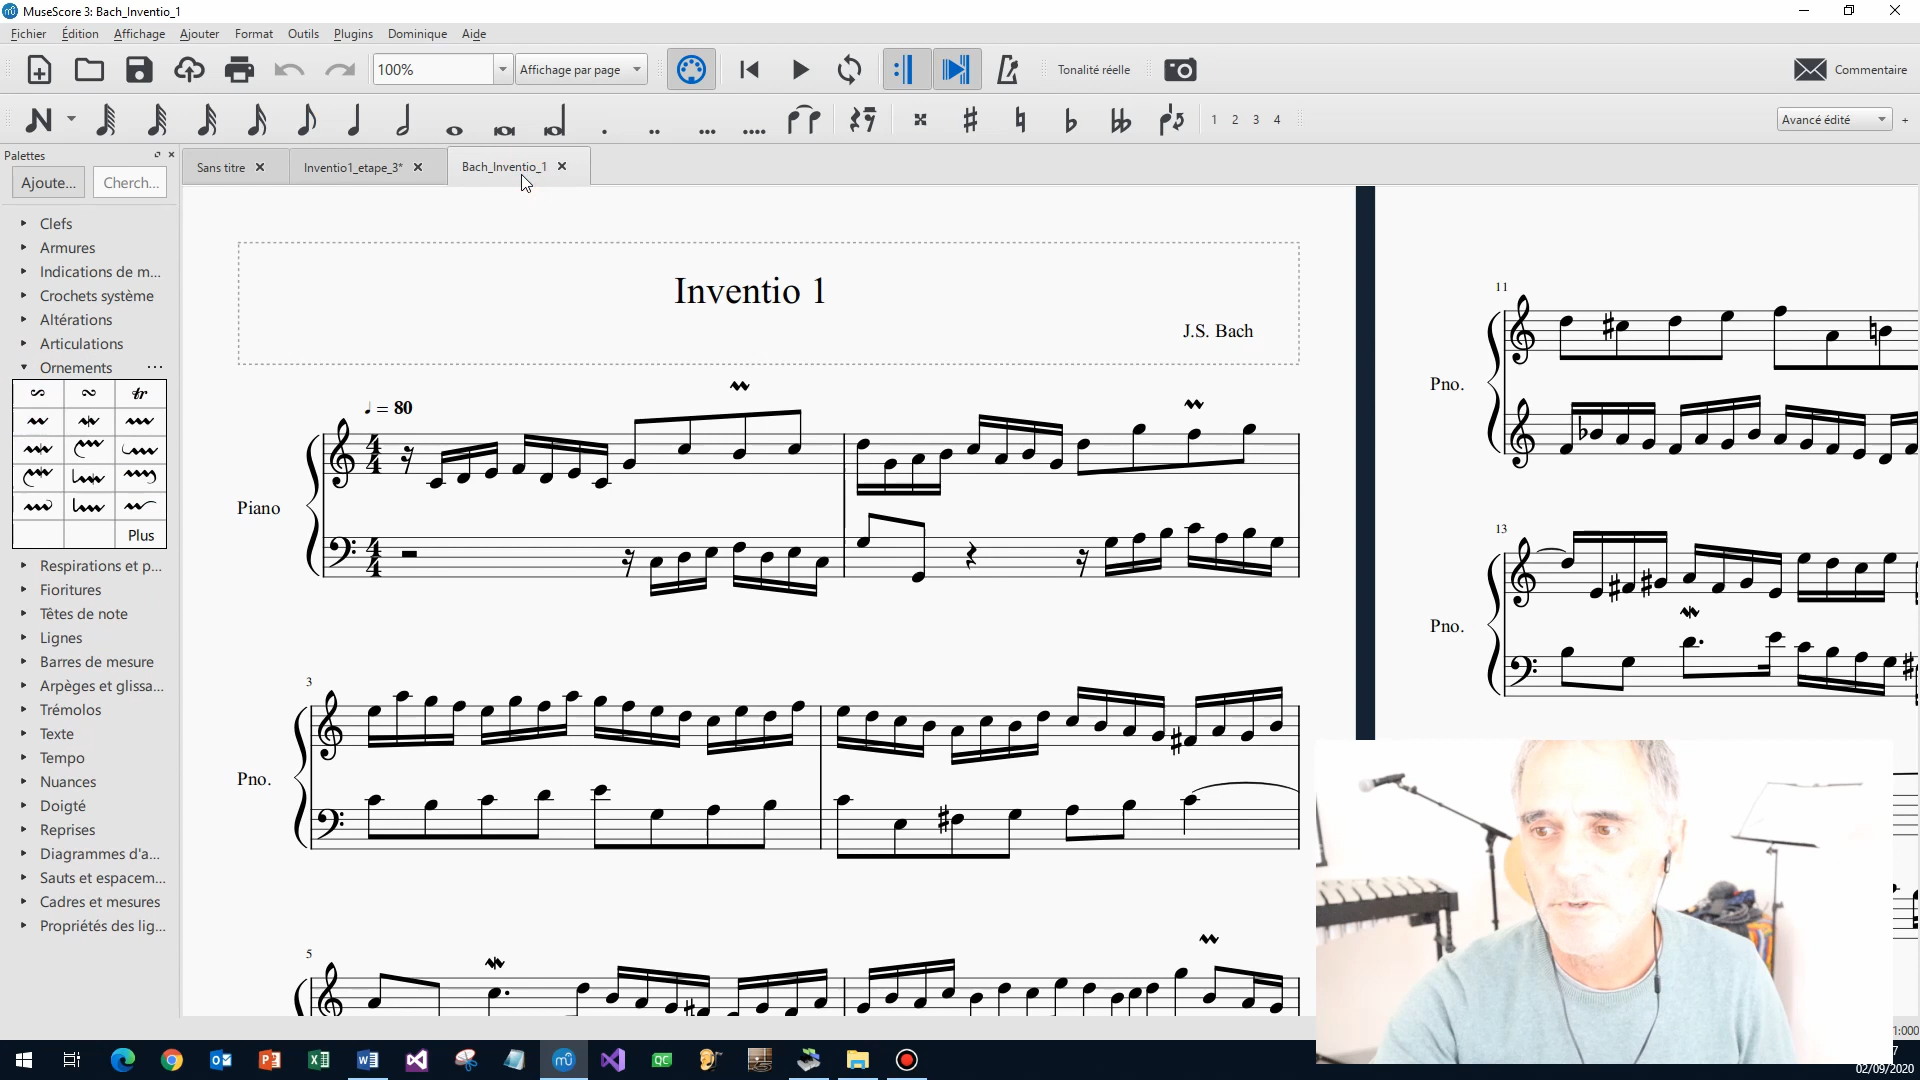 MuseScore 3: Bach_Inventio_1
Fichier Édition Affichage Ajouter Format Outils Plugins Dominique Aide
100% Affichage par page Tonalité réelle Commentaire
1 2 3 4 Avancé édité +
Palettes
Ajoute... Cherch...
Sans titre Inventio1_etape_3* Bach_Inventio_1
Clefs
Armures
Indications de m...
Crochets système
Altérations
Articulations
Ornements ...
tr
Plus
Respirations et p...
Fioritures
Têtes de note
Lignes
Barres de mesure
Arpèges et glissa...
Trémolos
Texte
Tempo
Nuances
Doigté
Reprises
Diagrammes d'a...
Sauts et espacem...
Cadres et mesures
Propriétés des lig...
Inventio 1
J.S. Bach
= 80
Piano
3
Pno.
5
11
Pno.
13
Pno.
02/09/2020